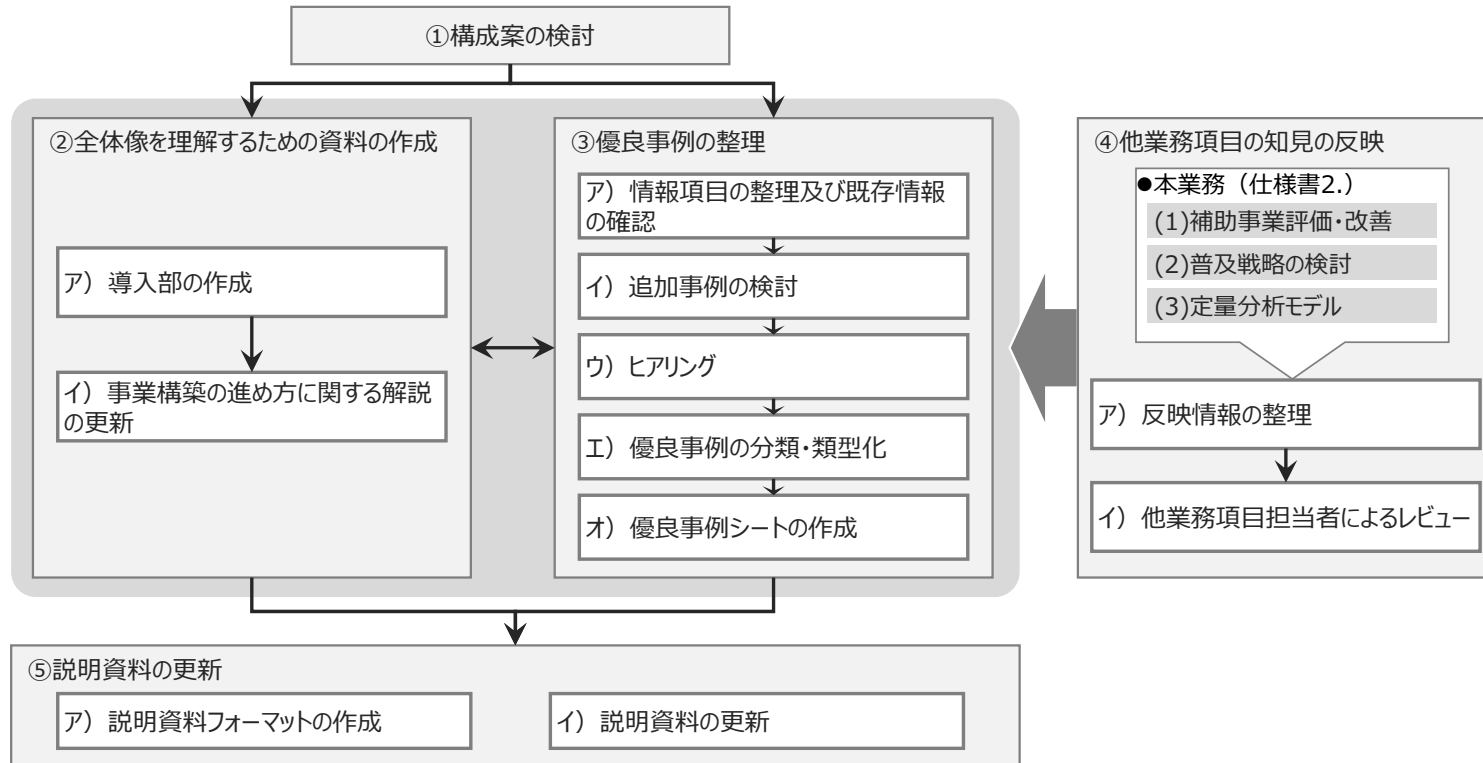 ①構成案の検討
②全体像を理解するための資料の作成
ア）導入部の作成
イ）事業構築の進め方に関する解説
の更新
③優良事例の整理
ア）情報項目の整理及び既存情報
の確認
イ）追加事例の検討
ウ）ヒアリング
エ）優良事例の分類・類型化
オ）優良事例シートの作成
④他業務項目の知見の反映
●本業務（仕様書2.）
(1)補助事業評価・改善
(2)普及戦略の検討
(3)定量分析モデル
ア）反映情報の整理
イ）他業務項目担当者によるレビュー
⑤説明資料の更新
ア）説明資料フォーマットの作成
イ）説明資料の更新